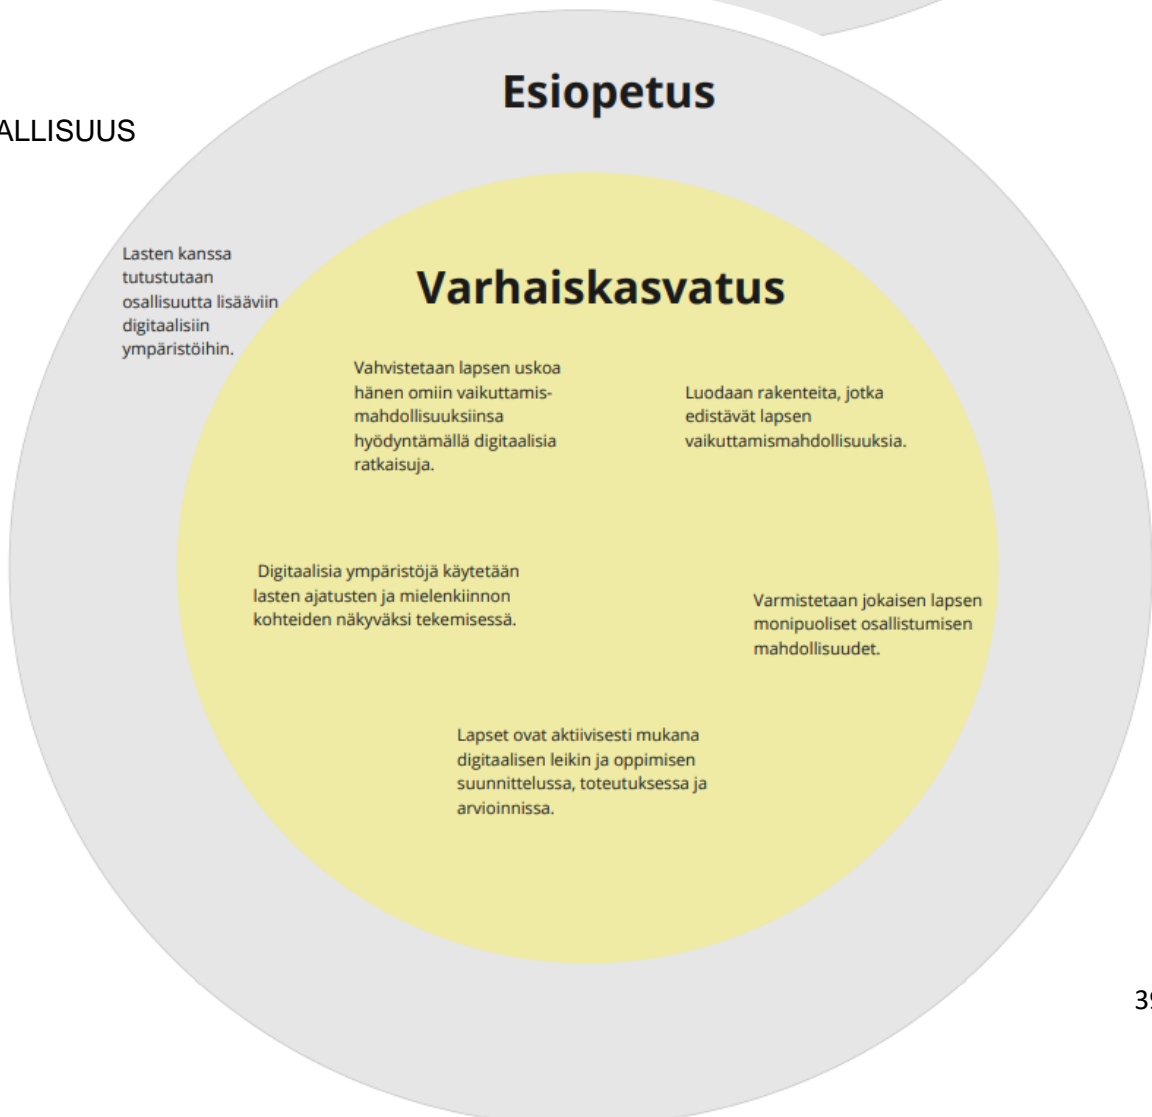 Esiopetus
ALLISUUS
Lasten kanssa
tutustutaan
osallisuutta lisääviin
digitaalisiin
ympäristöihin.
Varhaiskasvatus
Vahvistetaan lapsen uskoa
hänen omiin vaikuttamis-
mahdollisuuksiinsa
hyödyntämällä digitaalisia
ratkaisuja.
Luodaan rakenteita, jotka
edistävät lapsen
vaikuttamismahdollisuuksia.
Digitaalisia ympäristöjä käytetään
lasten ajatusten ja mielenkiinnon
kohteiden näkyväksi tekemisessä.
Varmistetaan jokaisen lapsen
monipuoliset osallistumisen
mahdollisuudet.
Lapset ovat aktiivisesti mukana
digitaalisen leikin ja oppimisen
suunnittelussa, toteutuksessa ja
arvioinnissa.
39